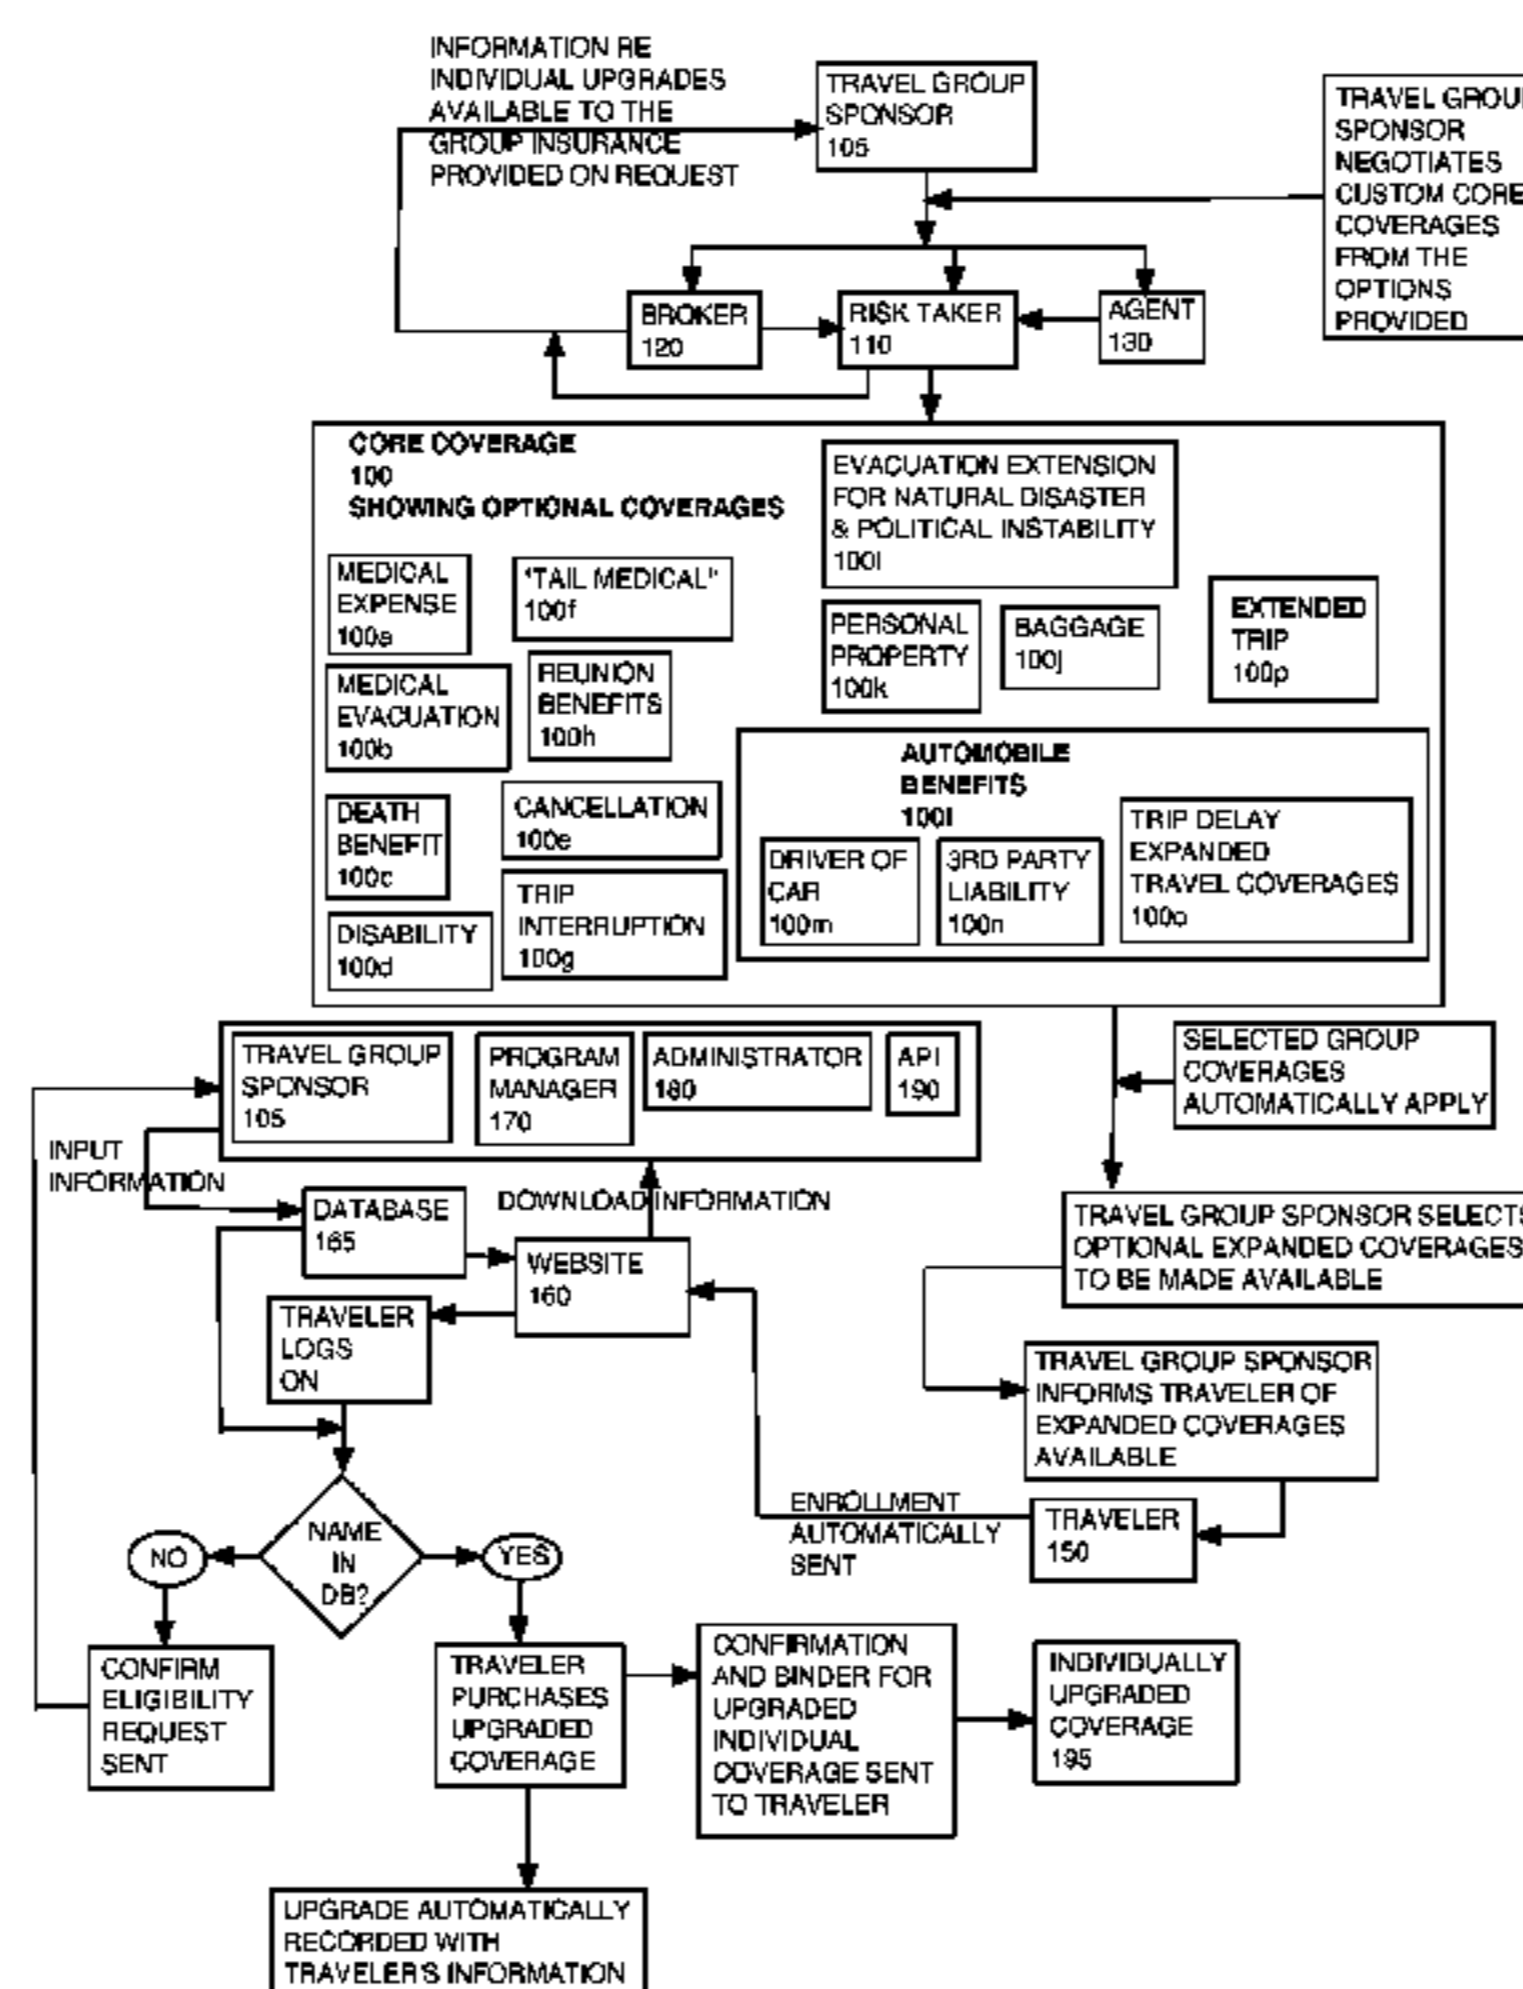 INFORMATION RE
INDIVIDUAL UPGRADES
AVAILABLE TO THE
GROUP INSURANCE
PROVIDED ON REQUEST
TRAVEL GROUP
SPONSOR
105
TRAVEL GROUP
SPONSOR
NEGOTIATES
CUSTOM CORE
COVERAGES
FROM THE
OPTIONS
PROVIDED
BROKER
120
RISK TAKER
110
AGENT
130
CORE COVERAGE
100
SHOWING OPTIONAL COVERAGES
EVACUATION EXTENSION
FOR NATURAL DISASTER
& POLITICAL INSTABILITY
100i
MEDICAL
EXPENSE
100a
"TAIL MEDICAL"
100f
PERSONAL
PROPERTY
100k
BAGGAGE
100j
EXTENDED
TRIP
100p
MEDICAL
EVACUATION
100b
REUNION
BENEFITS
100h
AUTOMOBILE
BENEFITS
100l
DEATH
BENEFIT
100c
CANCELLATION
100e
DRIVER OF
CAR
100m
3RD PARTY
LIABILITY
100n
TRIP DELAY
EXPANDED
TRAVEL COVERAGES
100o
DISABILITY
100d
TRIP
INTERRUPTION
100g
TRAVEL GROUP
SPONSOR
105
PROGRAM
MANAGER
170
ADMINISTRATOR
180
API
190
SELECTED GROUP
COVERAGES
AUTOMATICALLY APPLY
INPUT
INFORMATION
DATABASE
165
DOWNLOAD INFORMATION
WEBSITE
160
TRAVEL GROUP SPONSOR SELECTS
OPTIONAL EXPANDED COVERAGES
TO BE MADE AVAILABLE
TRAVELER
LOGS
ON
TRAVEL GROUP SPONSOR
INFORMS TRAVELER OF
EXPANDED COVERAGES
AVAILABLE
ENROLLMENT
AUTOMATICALLY
SENT
TRAVELER
150
NO
NAME
IN
DB?
YES
CONFIRM
ELIGIBILITY
REQUEST
SENT
TRAVELER
PURCHASES
UPGRADED
COVERAGE
CONFIRMATION
AND BINDER FOR
UPGRADED
INDIVIDUAL
COVERAGE SENT
TO TRAVELER
INDIVIDUALLY
UPGRADED
COVERAGE
195
UPGRADE AUTOMATICALLY
RECORDED WITH
TRAVELER'S INFORMATION